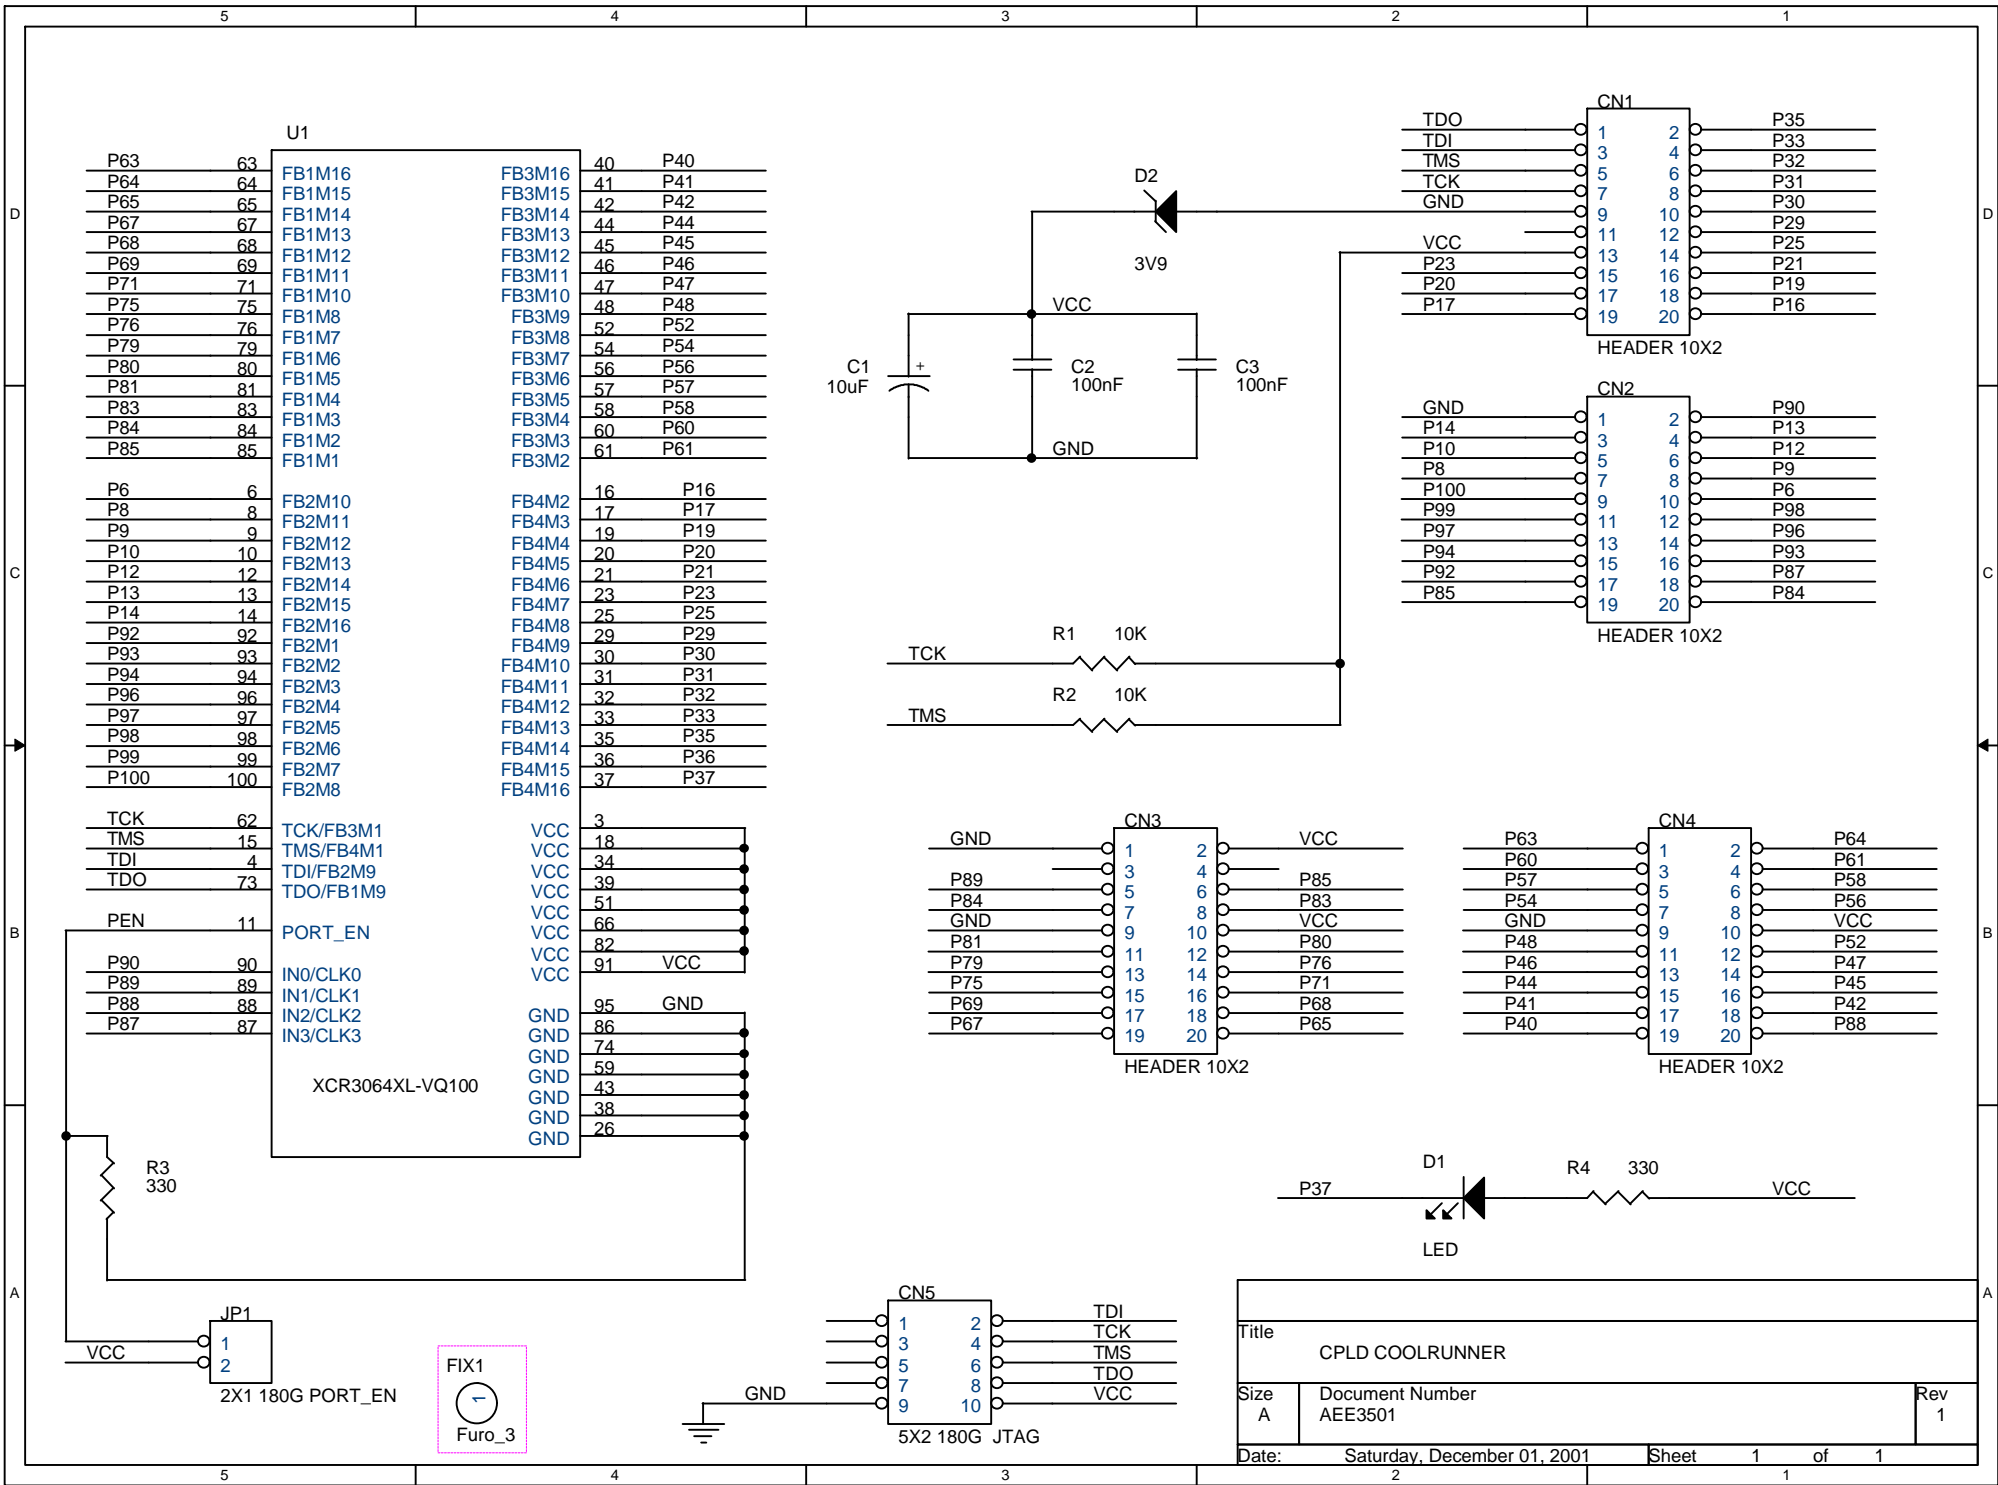 5 4 3 2 1
D D
C C
B B
A A
U1
P63 63 FB1M16 FB3M16 40 P40
P64 64 FB1M15 FB3M15 41 P41
P65 65 FB1M14 FB3M14 42 P42
P67 67 FB1M13 FB3M13 44 P44
P68 68 FB1M12 FB3M12 45 P45
P69 69 FB1M11 FB3M11 46 P46
P71 71 FB1M10 FB3M10 47 P47
P75 75 FB1M8 FB3M9 48 P48
P76 76 FB1M7 FB3M8 52 P52
P79 79 FB1M6 FB3M7 54 P54
P80 80 FB1M5 FB3M6 56 P56
P81 81 FB1M4 FB3M5 57 P57
P83 83 FB1M3 FB3M4 58 P58
P84 84 FB1M2 FB3M3 60 P60
P85 85 FB1M1 FB3M2 61 P61
P6 6 FB2M10 FB4M2 16 P16
P8 8 FB2M11 FB4M3 17 P17
P9 9 FB2M12 FB4M4 19 P19
P10 10 FB2M13 FB4M5 20 P20
P12 12 FB2M14 FB4M6 21 P21
P13 13 FB2M15 FB4M7 23 P23
P14 14 FB2M16 FB4M8 25 P25
P92 92 FB2M1 FB4M9 29 P29
P93 93 FB2M2 FB4M10 30 P30
P94 94 FB2M3 FB4M11 31 P31
P96 96 FB2M4 FB4M12 32 P32
P97 97 FB2M5 FB4M13 33 P33
P98 98 FB2M6 FB4M14 35 P35
P99 99 FB2M7 FB4M15 36 P36
P100 100 FB2M8 FB4M16 37 P37
TCK 62 TCK/FB3M1 VCC 3
TMS 15 TMS/FB4M1 VCC 18
TDI 4 TDI/FB2M9 VCC 34
TDO 73 TDO/FB1M9 VCC 39
VCC 51
PEN 11 PORT_EN VCC 66
VCC 82
P90 90 IN0/CLK0 VCC 91 VCC
P89 89 IN1/CLK1
P88 88 IN2/CLK2 GND 95 GND
P87 87 IN3/CLK3 GND 86
GND 74
GND 59
GND 43
GND 38
GND 26
XCR3064XL-VQ100
R3
330
JP1
1
VCC 2
2X1 180G PORT_EN
FIX1
1
Furo_3
D2
3V9
VCC
C1
10uF
+
C2
100nF
C3
100nF
GND
TCK R1 10K
TMS R2 10K
CN1
TDO 1 2 P35
TDI 3 4 P33
TMS 5 6 P32
TCK 7 8 P31
GND 9 10 P30
11 12 P29
VCC 13 14 P25
P23 15 16 P21
P20 17 18 P19
P17 19 20 P16
HEADER 10X2
CN2
GND 1 2 P90
P14 3 4 P13
P10 5 6 P12
P8 7 8 P9
P100 9 10 P6
P99 11 12 P98
P97 13 14 P96
P94 15 16 P93
P92 17 18 P87
P85 19 20 P84
HEADER 10X2
CN3
GND 1 2 VCC
3 4
P89 5 6 P85
P84 7 8 P83
GND 9 10 VCC
P81 11 12 P80
P79 13 14 P76
P75 15 16 P71
P69 17 18 P68
P67 19 20 P65
HEADER 10X2
CN4
P63 1 2 P64
P60 3 4 P61
P57 5 6 P58
P54 7 8 P56
GND 9 10 VCC
P48 11 12 P52
P46 13 14 P47
P44 15 16 P45
P41 17 18 P42
P40 19 20 P88
HEADER 10X2
D1 R4 330
P37 VCC
LED
CN5
1 2 TDI
3 4 TCK
5 6 TMS
7 8 TDO
GND 9 10 VCC
5X2 180G JTAG
Title
CPLD COOLRUNNER
Size Document Number Rev
A AEE3501 1
Date: Saturday, December 01, 2001 Sheet 1 of 1
5 4 3 2 1